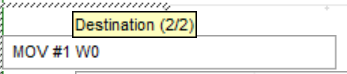 Destination (2/2)
MOV #1 W0